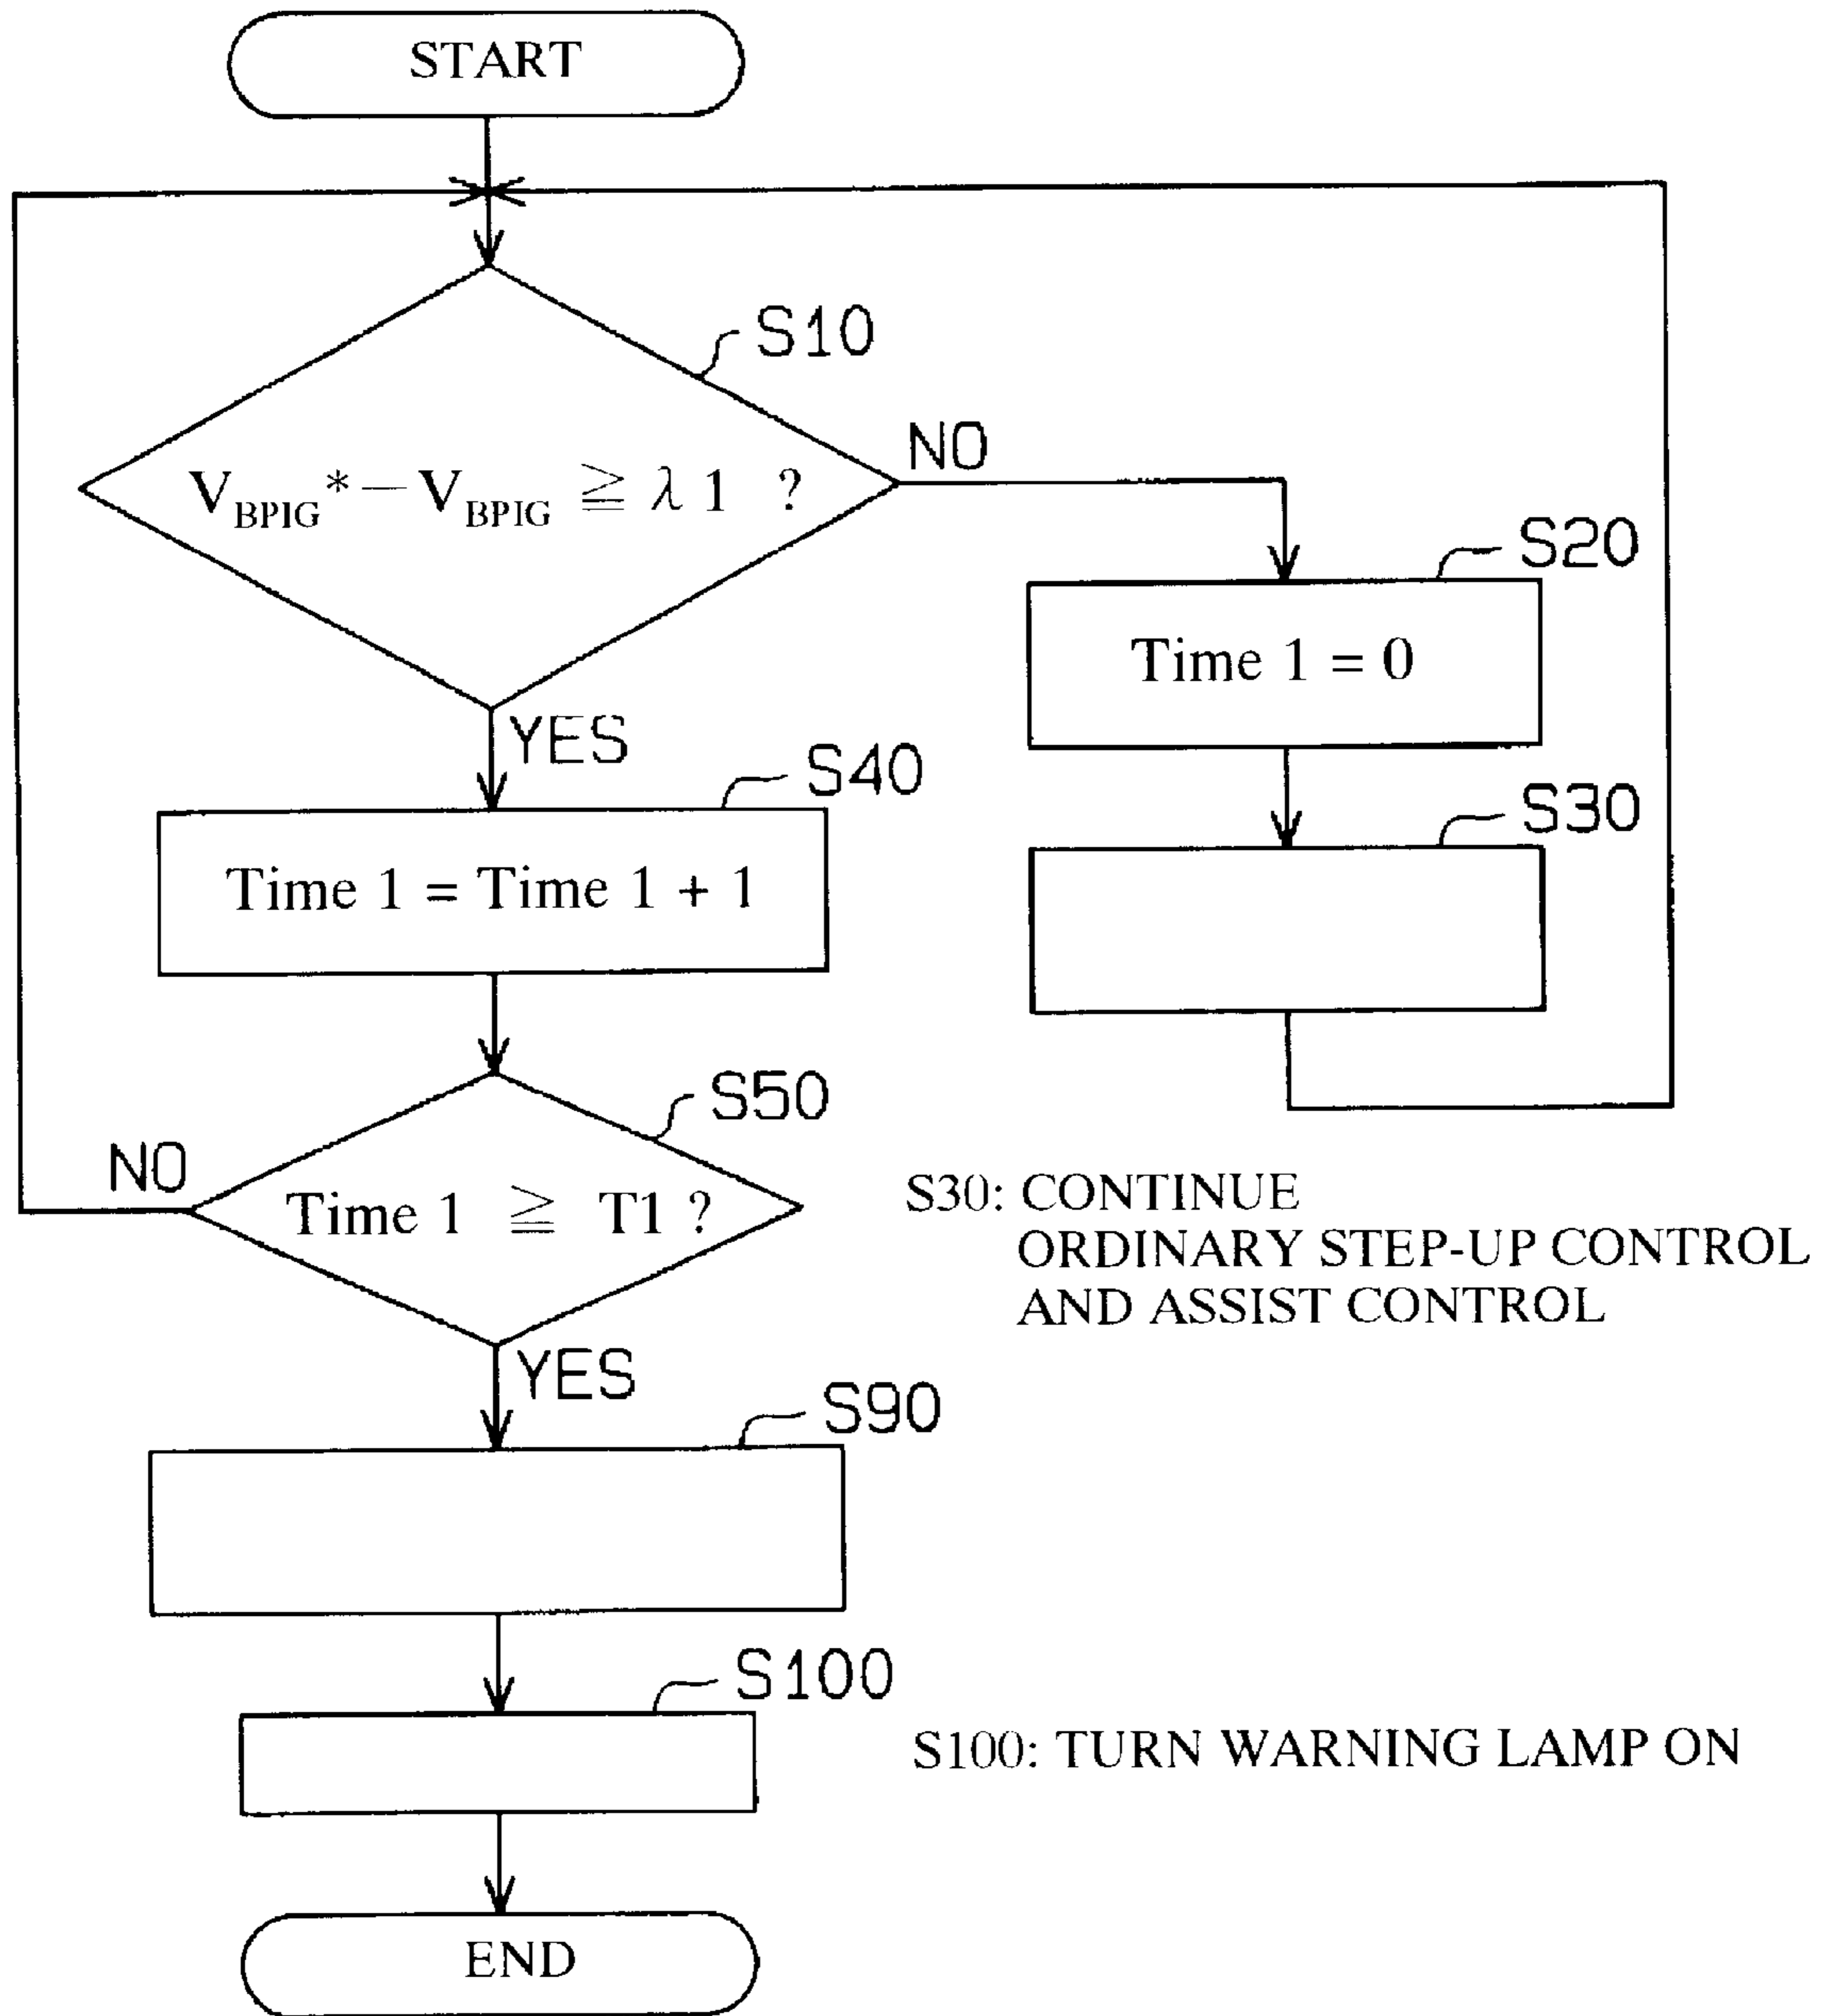 START
S10
V_BPIG* − V_BPIG ≧ λ1 ?
NO
YES
S20
Time 1 = 0
S30
S40
Time 1 = Time 1 + 1
S50
Time 1 ≧ T1 ?
NO
YES
S30: CONTINUE
ORDINARY STEP-UP CONTROL
AND ASSIST CONTROL
S90
S100
S100: TURN WARNING LAMP ON
END